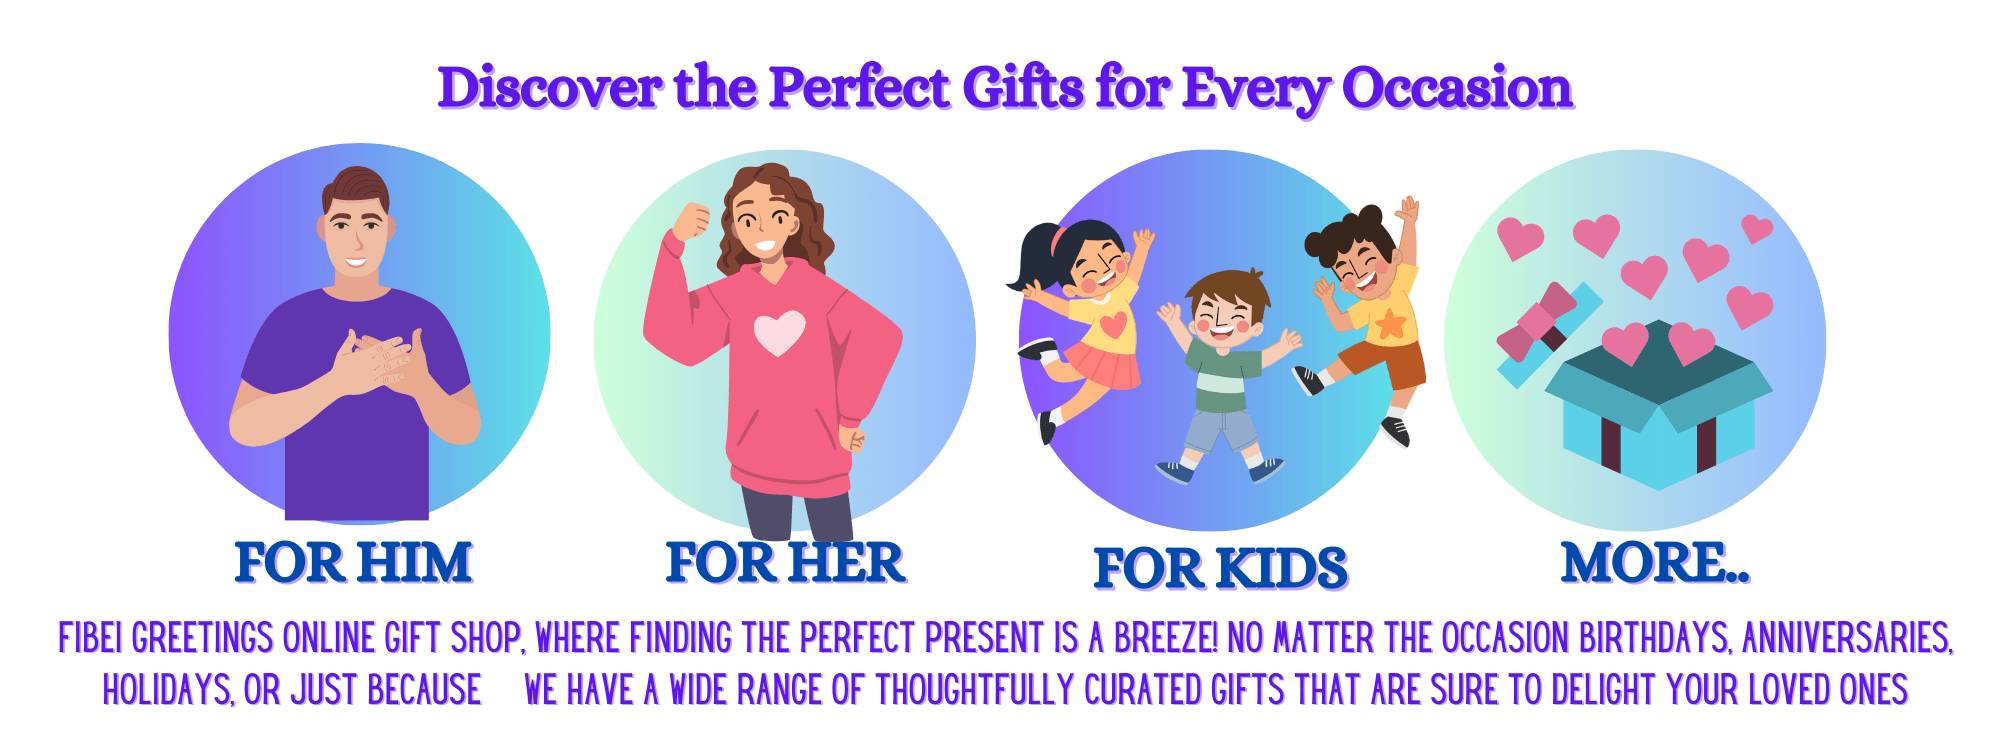 Discover the Perfect Gifts for Every Occasion
FOR HIM
FOR HER
FOR KIDS
MORE..
FIBEI GREETINGS ONLINE GIFT SHOP, WHERE FINDING THE PERFECT PRESENT IS A BREEZE! NO MATTER THE OCCASION BIRTHDAYS, ANNIVERSARIES,
HOLIDAYS, OR JUST BECAUSE WE HAVE A WIDE RANGE OF THOUGHTFULLY CURATED GIFTS THAT ARE SURE TO DELIGHT YOUR LOVED ONES